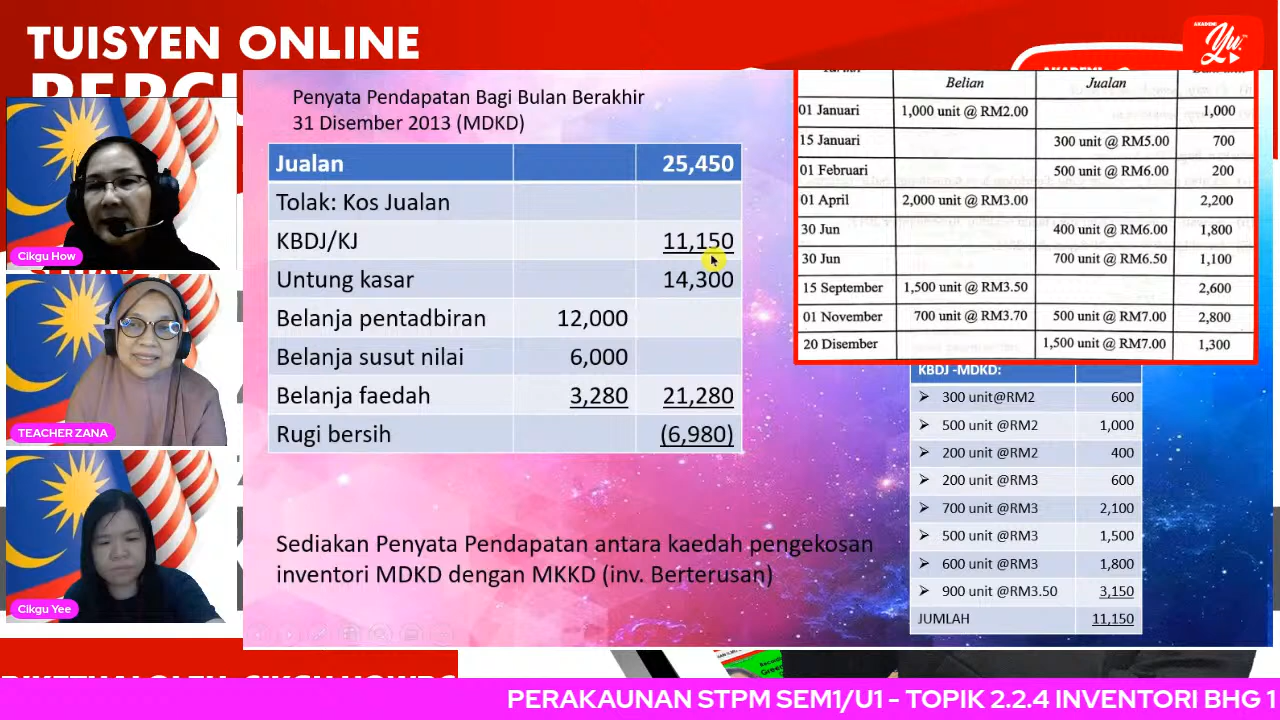 TUISYEN ONLINE
AKADEMI
Yu
Penyata Pendapatan Bagi Bulan Berakhir
31 Disember 2013 (MDKD)
Jualan 25,450
Tolak: Kos Jualan
KBDJ/KJ 11,150
Untung kasar 14,300
Belanja pentadbiran 12,000
Belanja susut nilai 6,000
Belanja faedah 3,280 21,280
Rugi bersih (6,980)
Sediakan Penyata Pendapatan antara kaedah pengekosan
inventori MDKD dengan MKKD (inv. Berterusan)
Belian Jualan
01 Januari 1,000 unit @ RM2.00 1,000
15 Januari 300 unit @ RM5.00 700
01 Februari 500 unit @ RM6.00 200
01 April 2,000 unit @ RM3.00 2,200
30 Jun 400 unit @ RM6.00 1,800
30 Jun 700 unit @ RM6.50 1,100
15 September 1,500 unit @ RM3.50 2,600
01 November 700 unit @ RM3.70 500 unit @ RM7.00 2,800
20 Disember 1,500 unit @ RM7.00 1,300
KBDJ -MDKD:
➢ 300 unit@RM2 600
➢ 500 unit @RM2 1,000
➢ 200 unit @RM2 400
➢ 200 unit @RM3 600
➢ 700 unit @RM3 2,100
➢ 500 unit @RM3 1,500
➢ 600 unit @RM3 1,800
➢ 900 unit @RM3.50 3,150
JUMLAH 11,150
Cikgu How
TEACHER ZANA
Cikgu Yee
PERAKAUNAN STPM SEM1/U1 - TOPIK 2.2.4 INVENTORI BHG 1